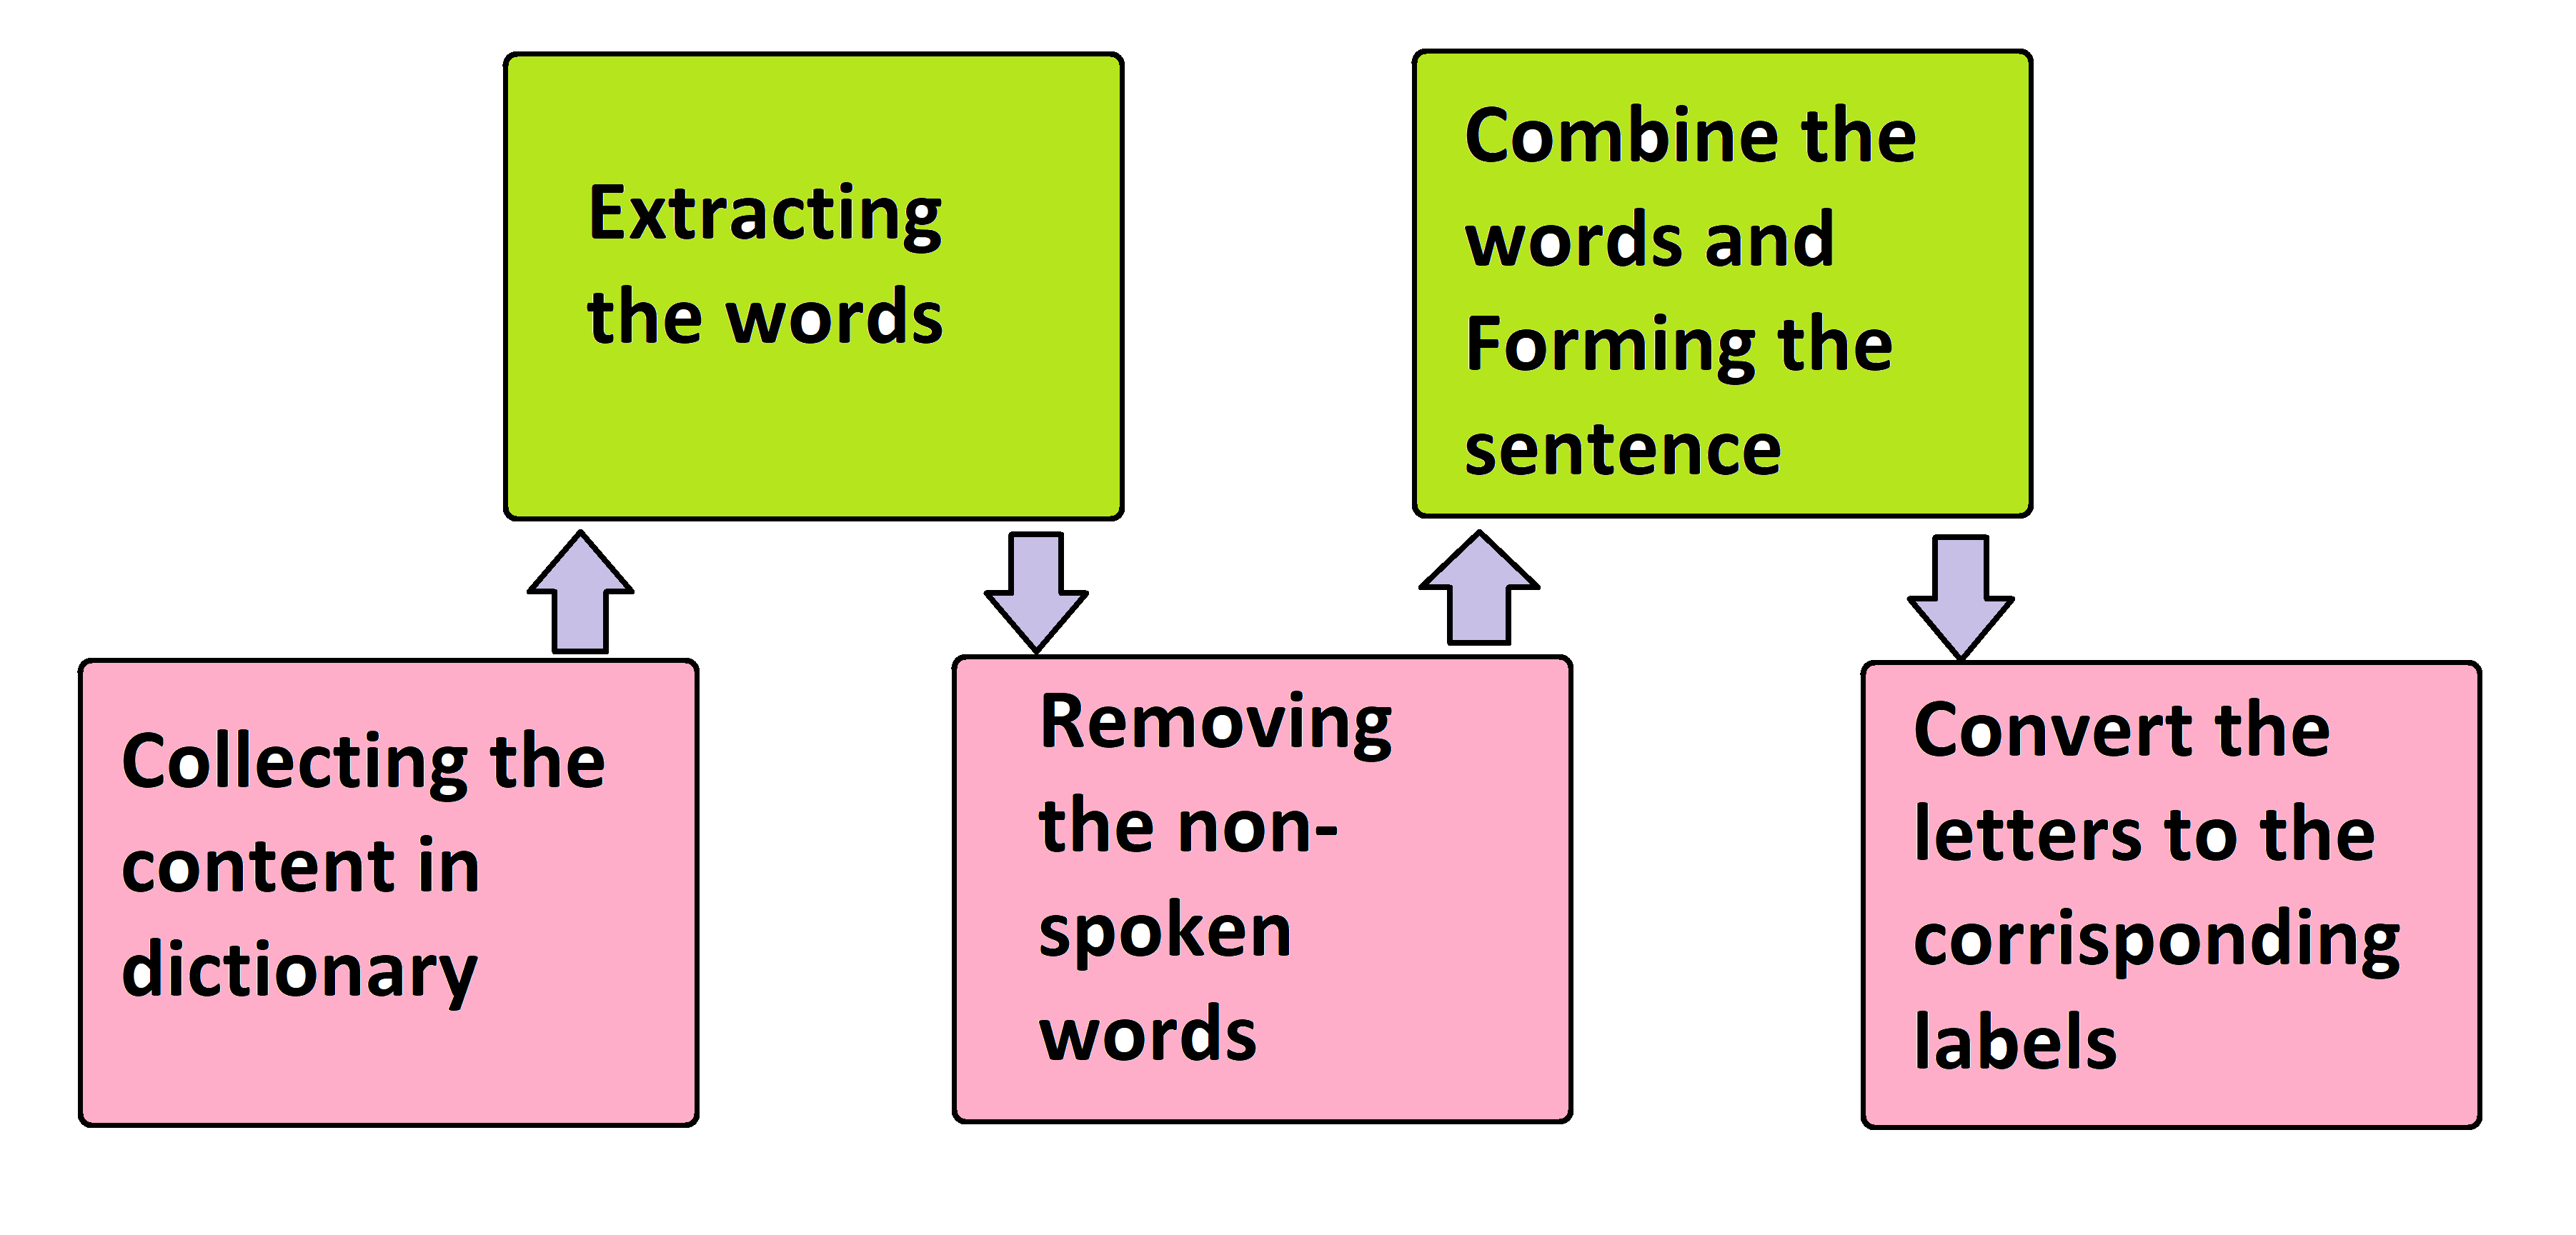 Collecting the
content in
dictionary
Extracting
the words
Removing
the non-
spoken
words
Combine the
words and
Forming the
sentence
Convert the
letters to the
corrisponding
labels